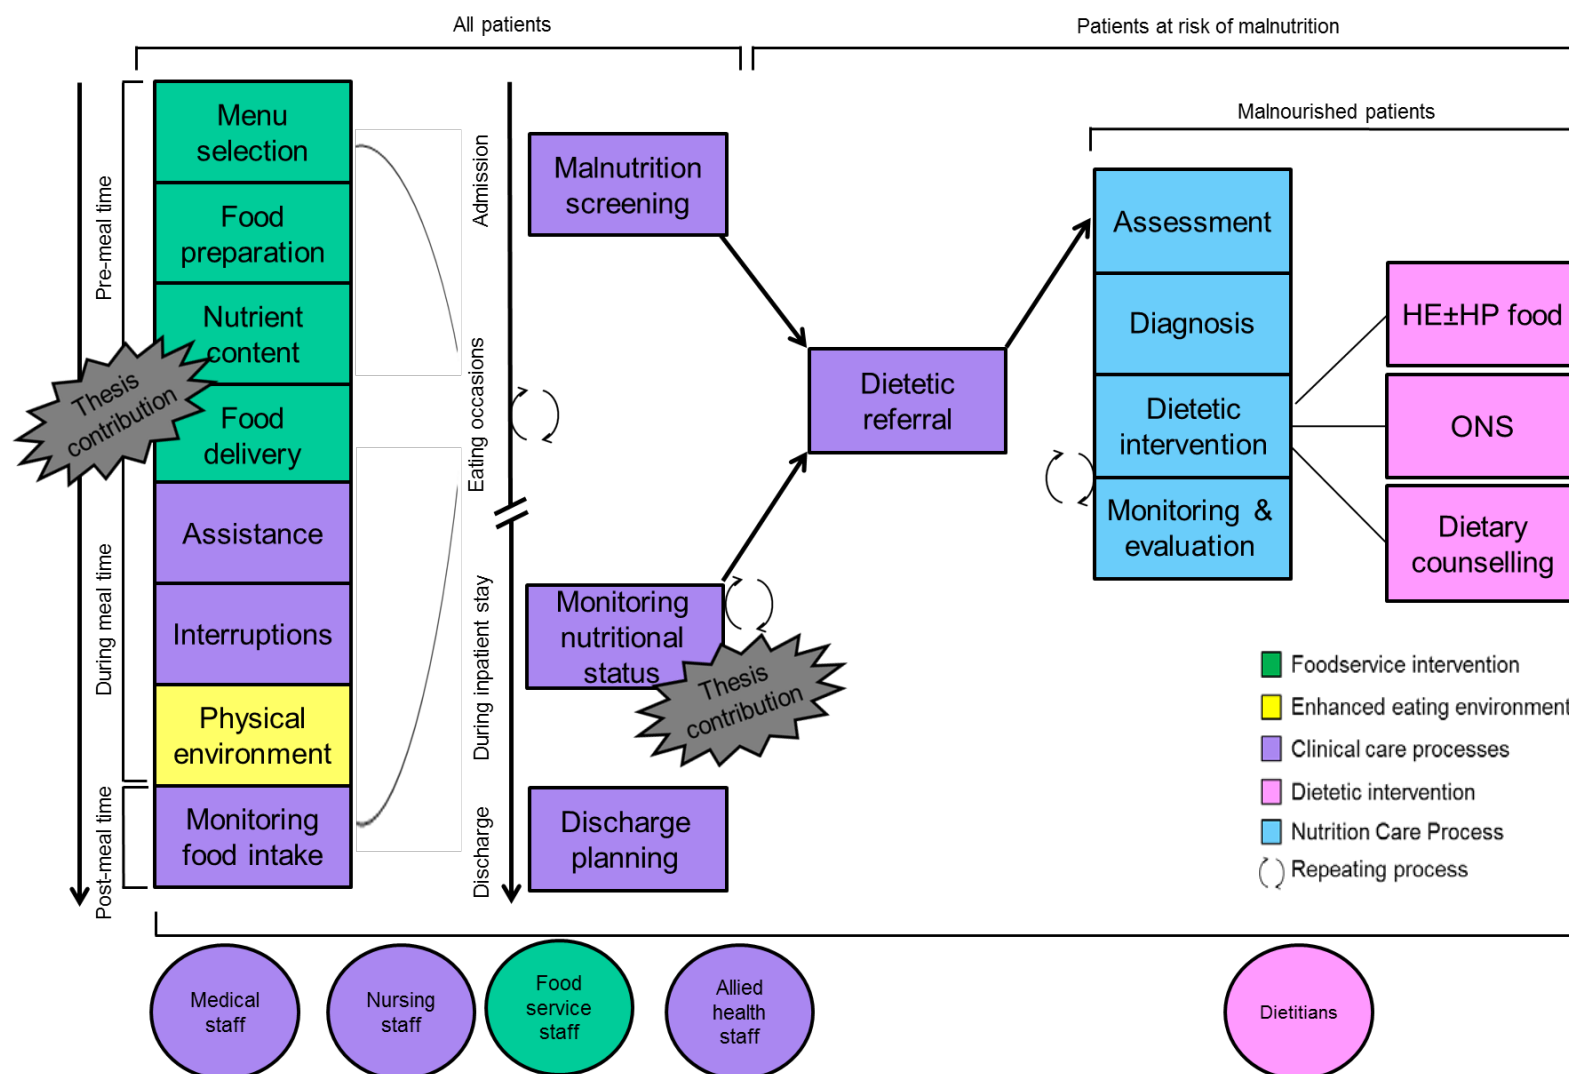 All patients
Patients at risk of malnutrition
Malnourished patients
Pre-meal time
During meal time
Post-meal time
Menu
selection
Food
preparation
Nutrient
content
Food
delivery
Assistance
Interruptions
Physical
environment
Monitoring
food intake
Thesis
contribution
Admission
Eating occasions
During inpatient stay
Discharge
Malnutrition
screening
Monitoring
nutritional
status
Thesis
contribution
Discharge
planning
Dietetic
referral
Assessment
Diagnosis
Dietetic
intervention
Monitoring &
evaluation
HE±HP food
ONS
Dietary
counselling
Foodservice intervention
Enhanced eating environment
Clinical care processes
Dietetic intervention
Nutrition Care Process
Repeating process
Medical
staff
Nursing
staff
Food
service
staff
Allied
health
staff
Dietitians